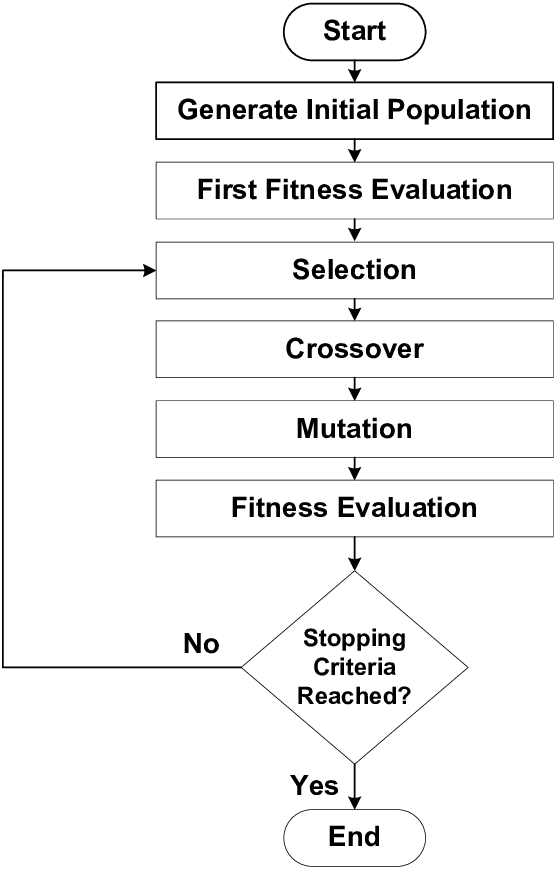 Start
Generate Initial Population
First Fitness Evaluation
Selection
Crossover
Mutation
Fitness Evaluation
Stopping
Criteria
Reached?
No
Yes
End